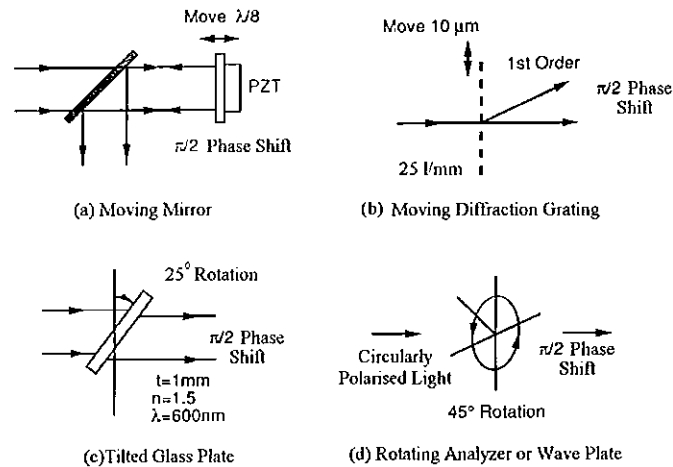 Move λ/8
PZT
π/2 Phase Shift
(a) Moving Mirror
Move 10 μm
1st Order
π/2 Phase
Shift
25 l/mm
(b) Moving Diffraction Grating
25° Rotation
π/2 Phase
Shift
t=1mm
n=1.5
λ=600nm
(c)Tilted Glass Plate
Circularly
Polarised Light
π/2 Phase
Shift
45° Rotation
(d) Rotating Analyzer or Wave Plate